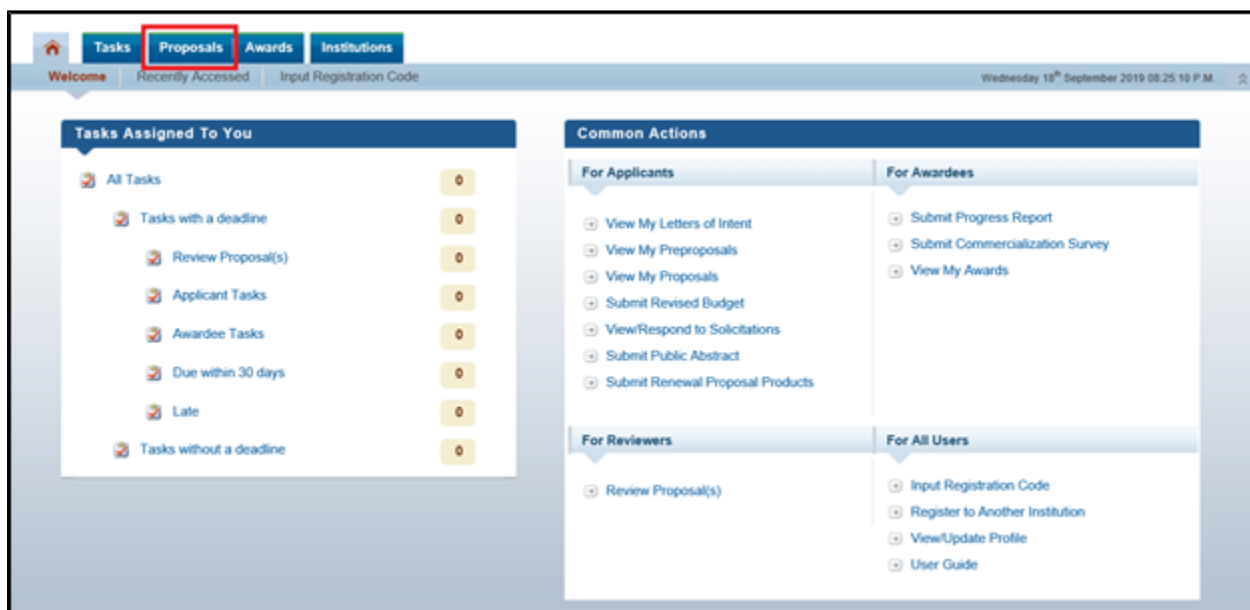 Tasks Proposals Awards Institutions
Welcome Recently Accessed Input Registration Code Wednesday 18th September 2019 08:25:10 P.M.
Tasks Assigned To You
All Tasks 0
Tasks with a deadline 0
Review Proposal(s) 0
Applicant Tasks 0
Awardee Tasks 0
Due within 30 days 0
Late 0
Tasks without a deadline 0
Common Actions
For Applicants
View My Letters of Intent
View My Preproposals
View My Proposals
Submit Revised Budget
View/Respond to Solicitations
Submit Public Abstract
Submit Renewal Proposal Products
For Awardees
Submit Progress Report
Submit Commercialization Survey
View My Awards
For Reviewers
Review Proposal(s)
For All Users
Input Registration Code
Register to Another Institution
View/Update Profile
User Guide